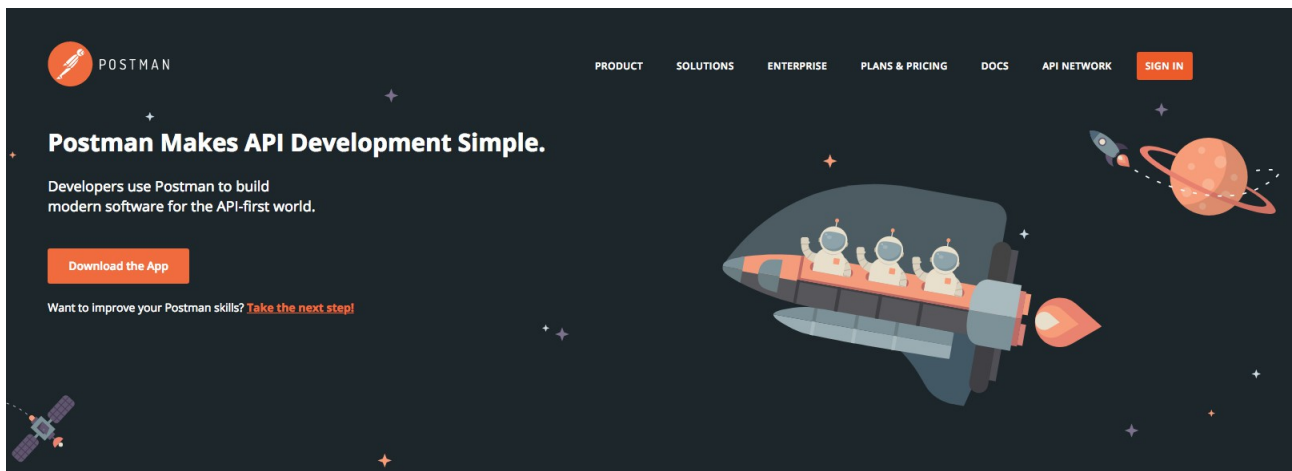 POSTMAN
PRODUCT SOLUTIONS ENTERPRISE PLANS & PRICING DOCS API NETWORK SIGN IN
Postman Makes API Development Simple.
Developers use Postman to build
modern software for the API-first world.
Download the App
Want to improve your Postman skills? Take the next step!